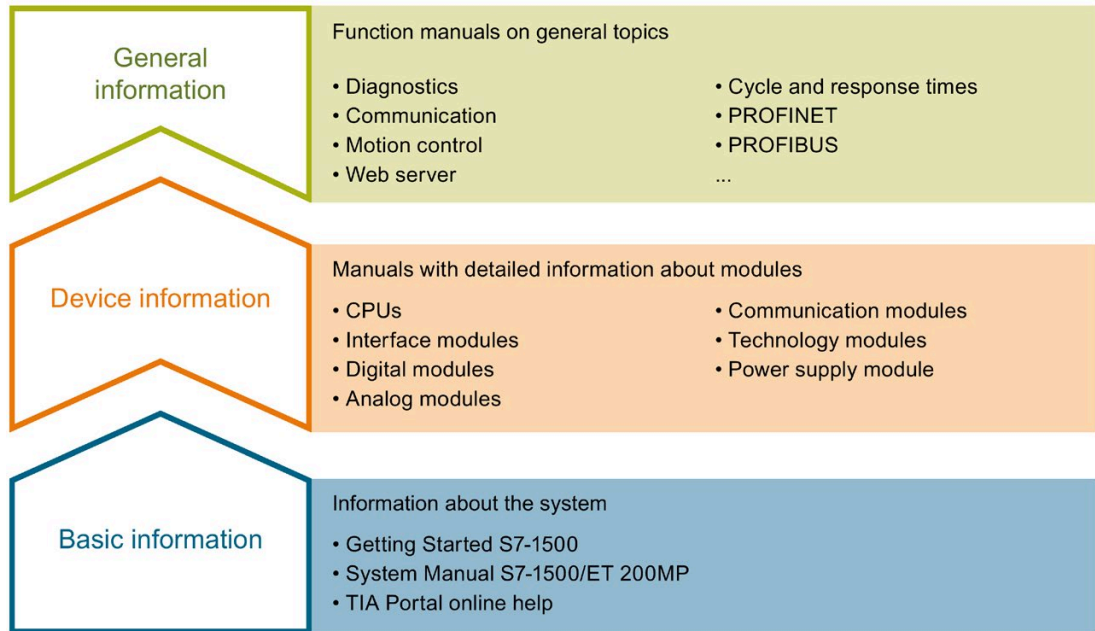 General
information
Function manuals on general topics
• Diagnostics
• Communication
• Motion control
• Web server
• Cycle and response times
• PROFINET
• PROFIBUS
...
Device information
Manuals with detailed information about modules
• CPUs
• Interface modules
• Digital modules
• Analog modules
• Communication modules
• Technology modules
• Power supply module
Basic information
Information about the system
• Getting Started S7-1500
• System Manual S7-1500/ET 200MP
• TIA Portal online help